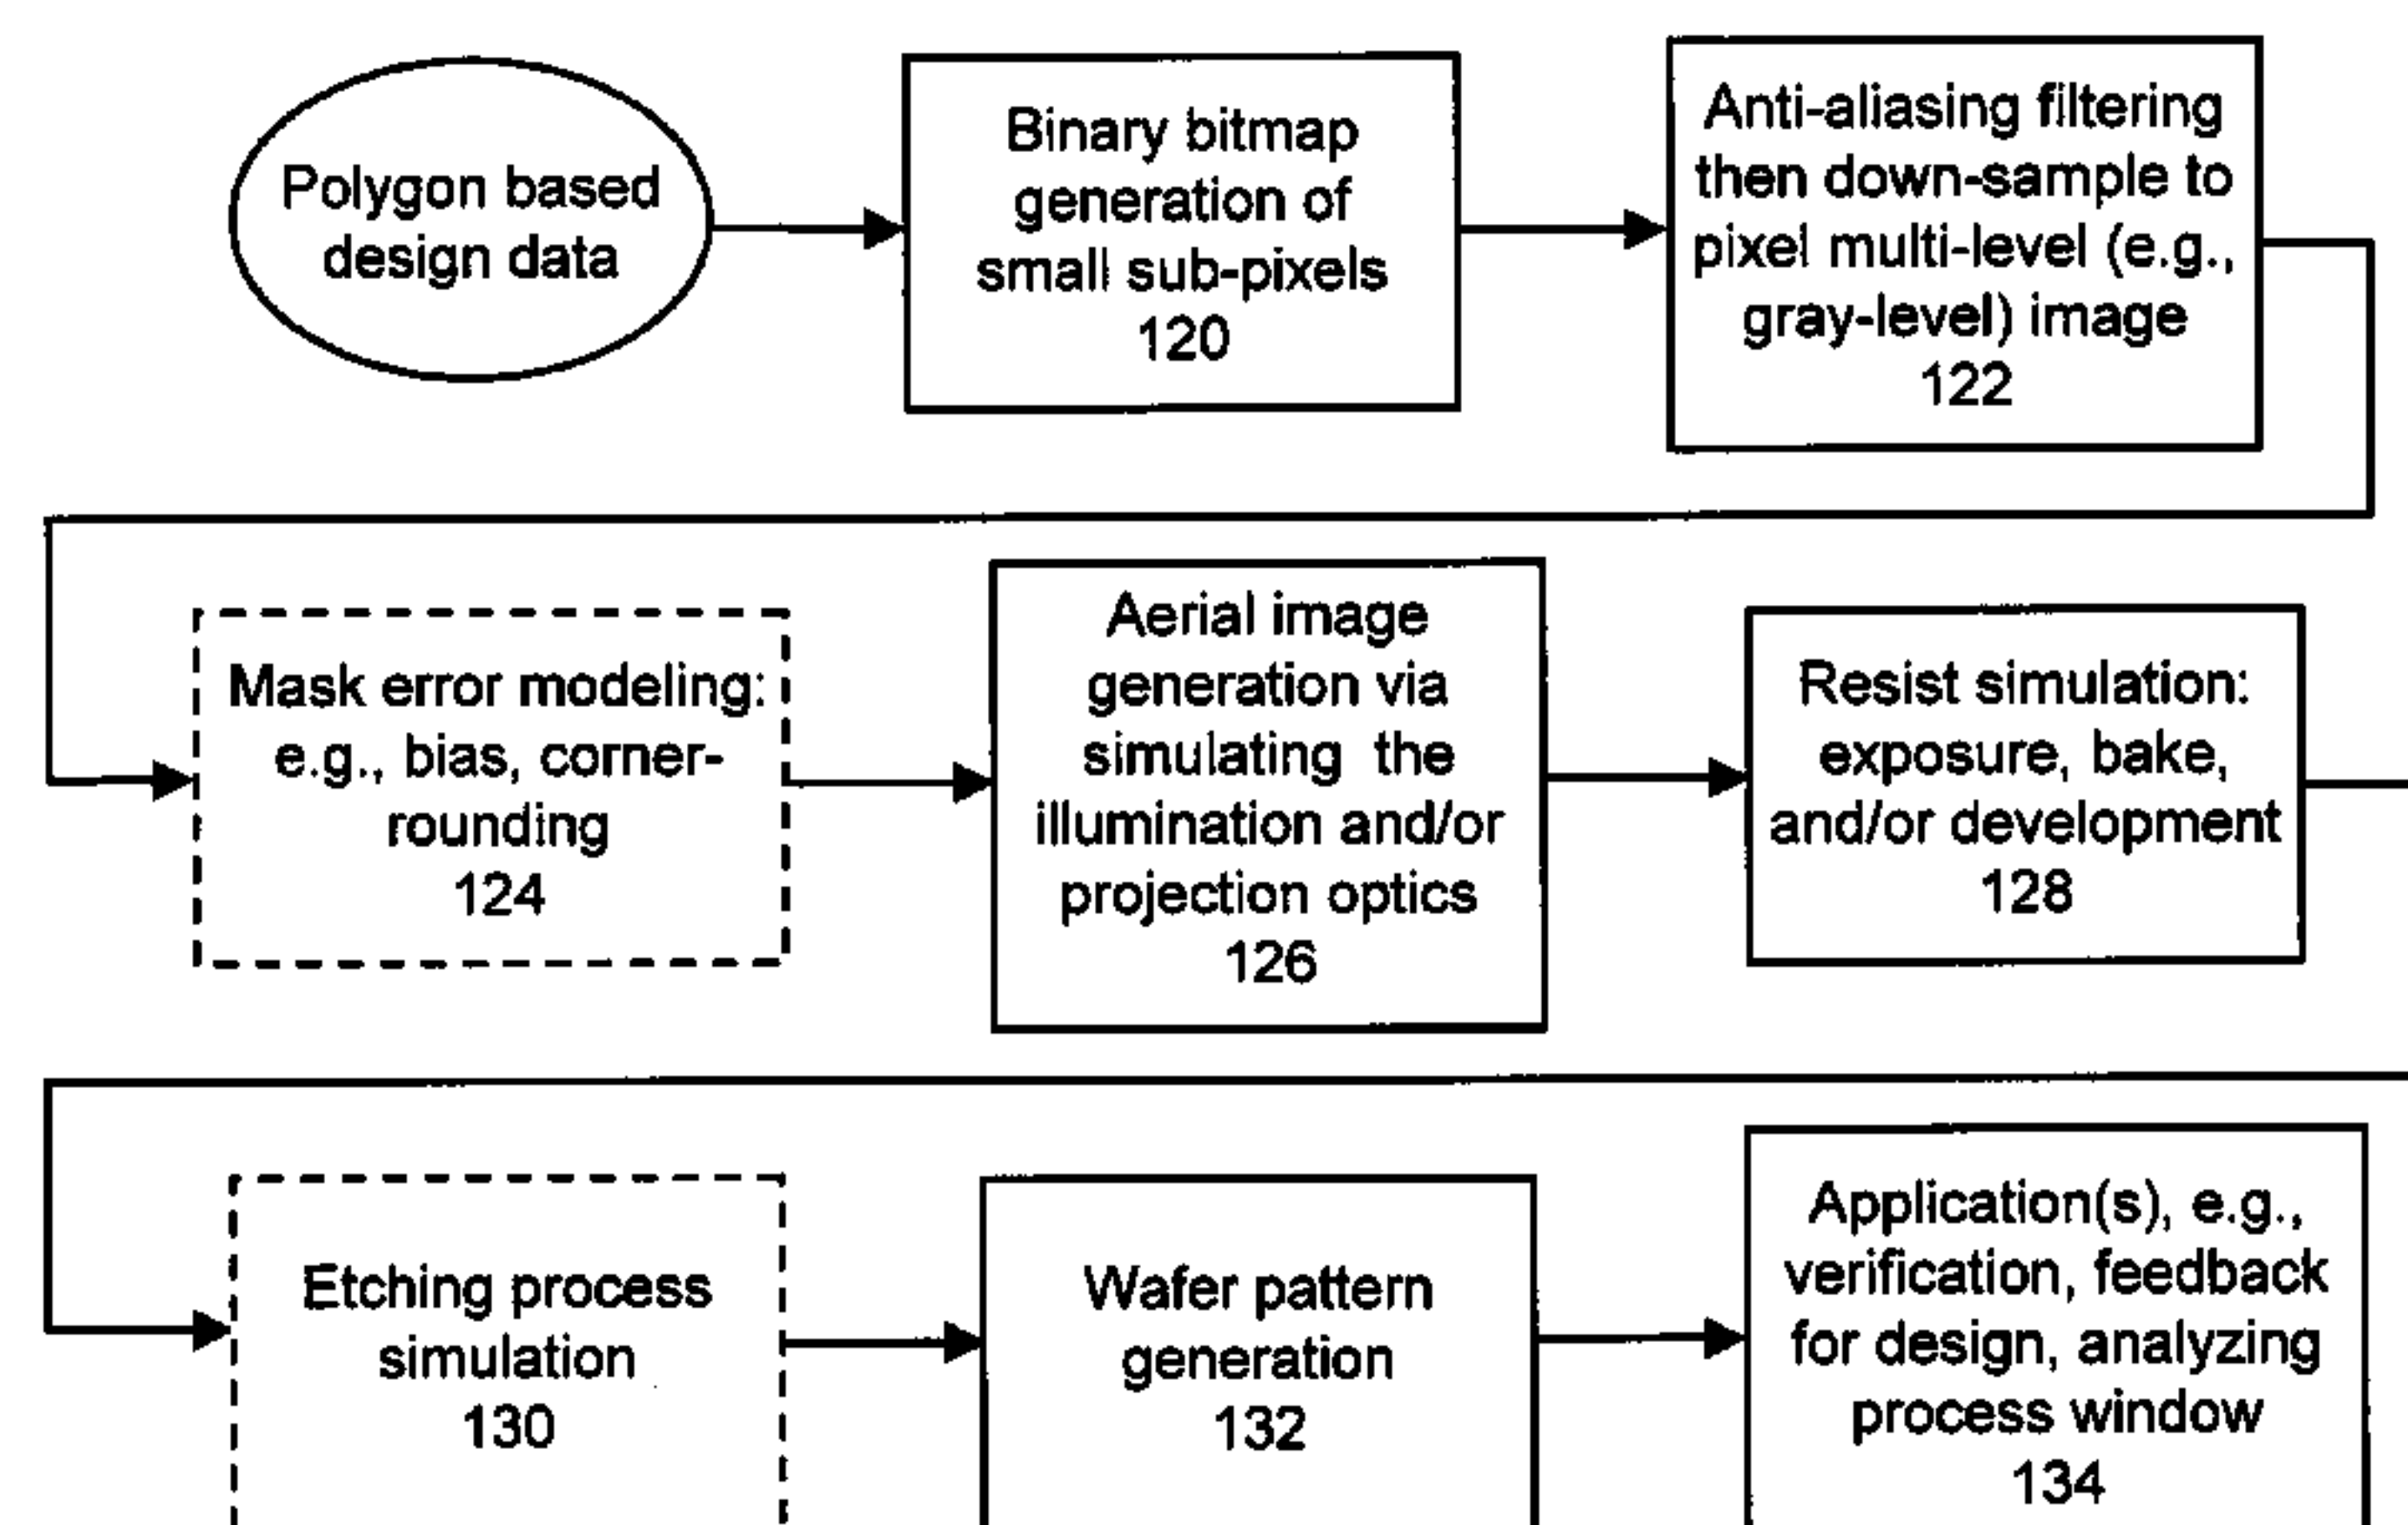 Polygon based
design data
Binary bitmap
generation of
small sub-pixels
120
Anti-aliasing filtering
then down-sample to
pixel multi-level (e.g.,
gray-level) image
122
Mask error modeling:
e.g., bias, corner-
rounding
124
Aerial image
generation via
simulating the
illumination and/or
projection optics
126
Resist simulation:
exposure, bake,
and/or development
128
Etching process
simulation
130
Wafer pattern
generation
132
Application(s), e.g.,
verification, feedback
for design, analyzing
process window
134